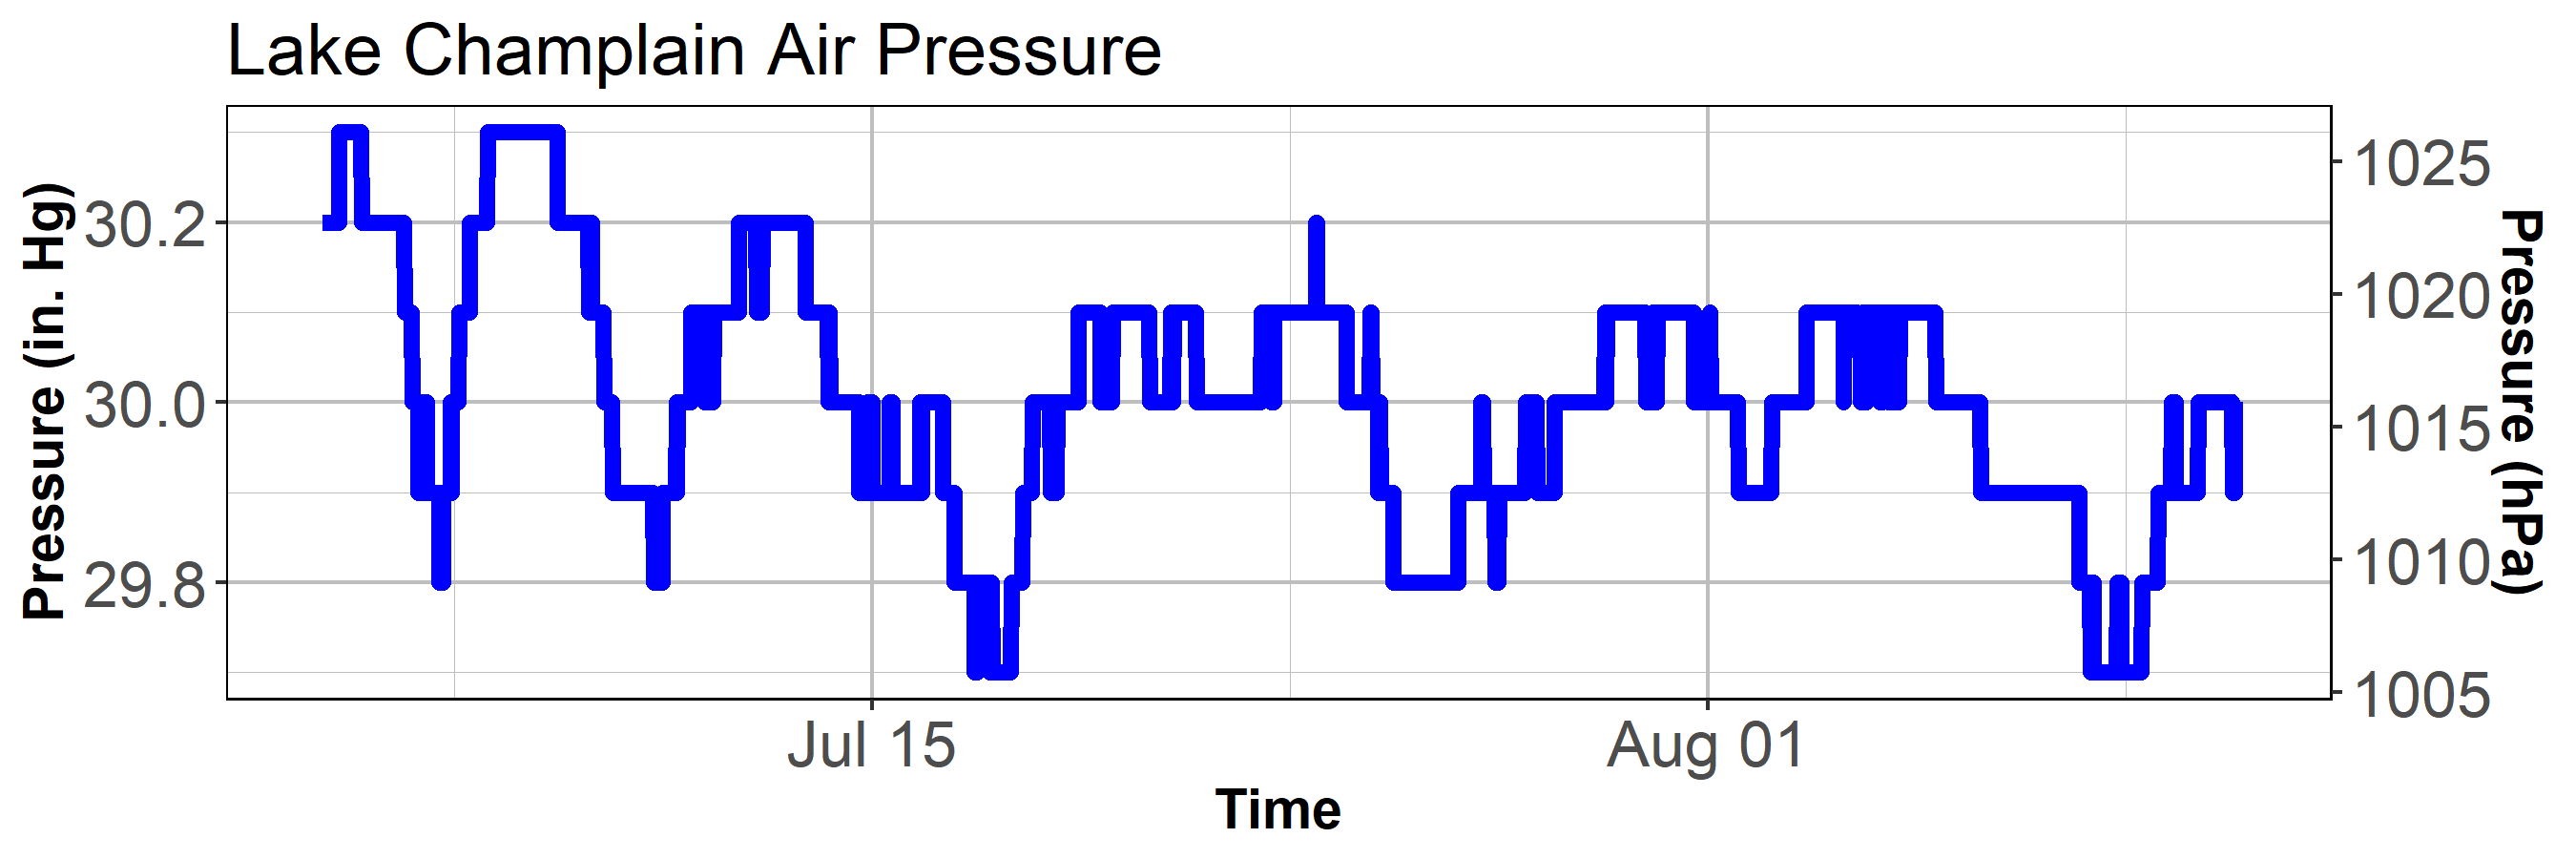 Lake Champlain Air Pressure
Pressure (in. Hg)
30.2
30.0
29.8
1025
1020
1015
1010
1005
Pressure (hPa)
Jul 15
Aug 01
Time